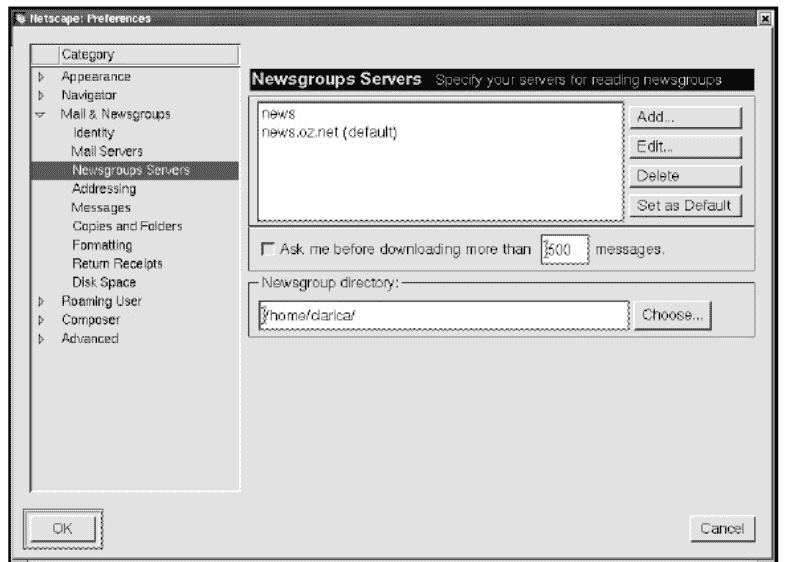 Netscape: Preferences
Category
Appearance
Navigator
Mail & Newsgroups
Identity
Mail Servers
Newsgroups Servers
Addressing
Messages
Copies and Folders
Formatting
Return Receipts
Disk Space
Roaming User
Composer
Advanced
Newsgroups Servers Specify your servers for reading newsgroups
news
news.oz.net (default)
Add...
Edit...
Delete
Set as Default
Ask me before downloading more than 500 messages.
Newsgroup directory:
/home/clarica/
Choose...
OK
Cancel